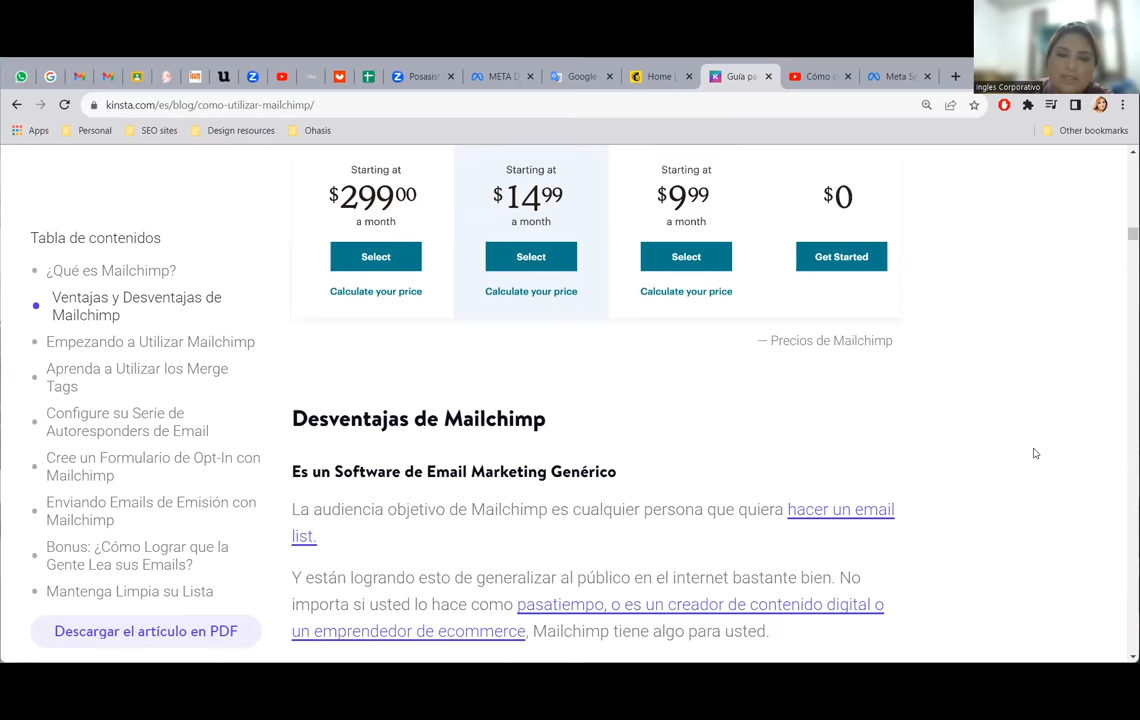 Ingles Corporativo
Posasist
META D
Google
Home |
Guía pa
Cómo c
Meta Sp
kinsta.com/es/blog/como-utilizar-mailchimp/
Apps
Personal
SEO sites
Design resources
Ohasis
Other bookmarks
Starting at
Starting at
Starting at
$299.00
$14.99
$9.99
$0
a month
a month
a month
Select
Select
Select
Get Started
Calculate your price
Calculate your price
Calculate your price
— Precios de Mailchimp
Tabla de contenidos
¿Qué es Mailchimp?
Ventajas y Desventajas de
Mailchimp
Empezando a Utilizar Mailchimp
Aprenda a Utilizar los Merge
Tags
Configure su Serie de
Autoresponders de Email
Cree un Formulario de Opt-In con
Mailchimp
Enviando Emails de Emisión con
Mailchimp
Bonus: ¿Cómo Lograr que la
Gente Lea sus Emails?
Mantenga Limpia su Lista
Descargar el artículo en PDF
Desventajas de Mailchimp
Es un Software de Email Marketing Genérico
La audiencia objetivo de Mailchimp es cualquier persona que quiera hacer un email
list.
Y están logrando esto de generalizar al público en el internet bastante bien. No
importa si usted lo hace como pasatiempo, o es un creador de contenido digital o
un emprendedor de ecommerce, Mailchimp tiene algo para usted.